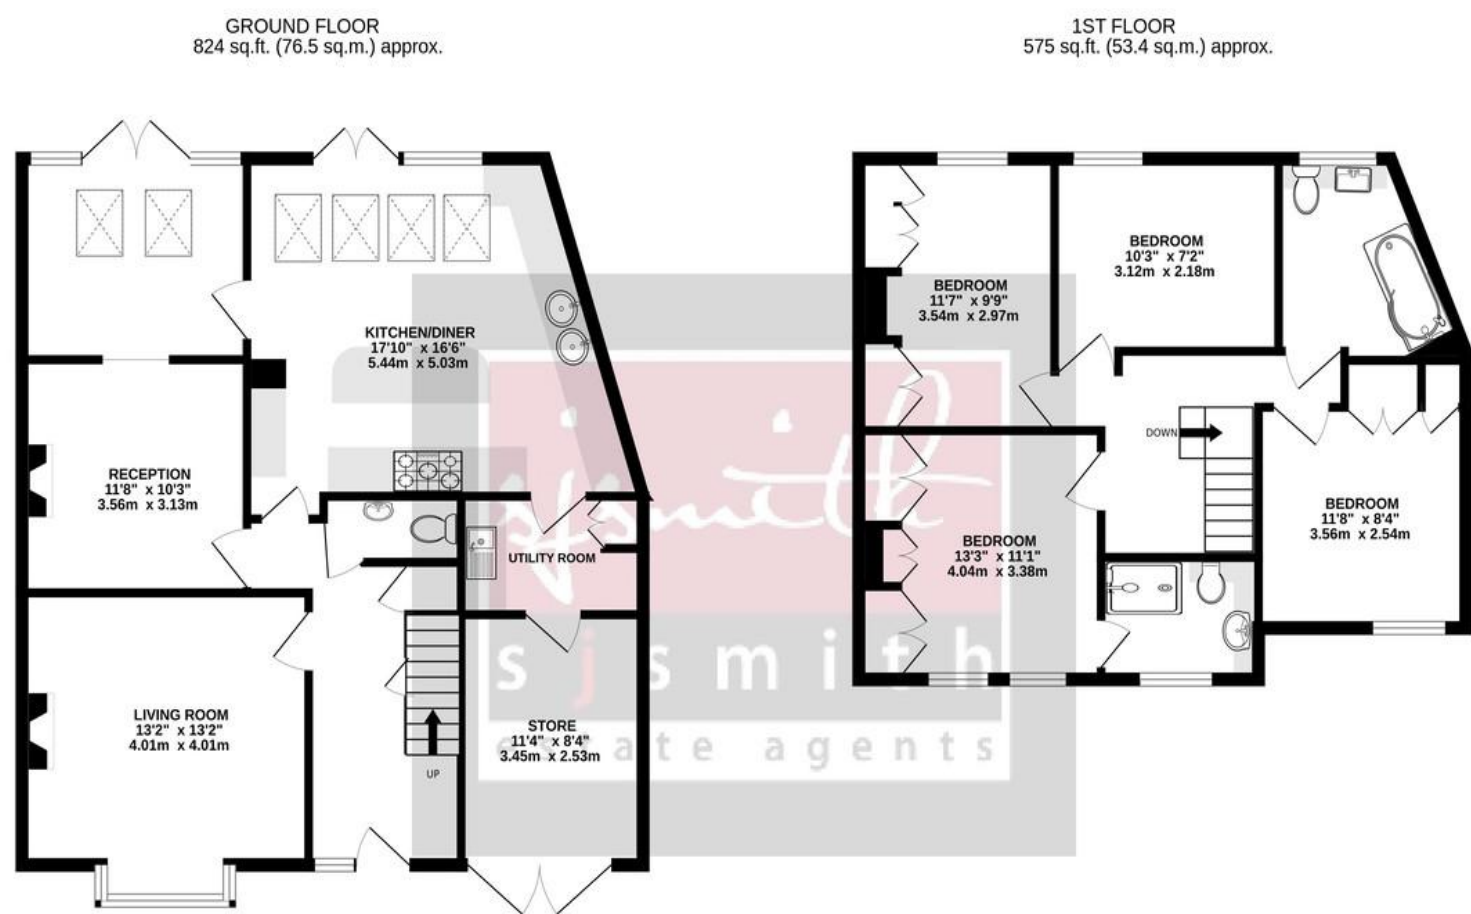 GROUND FLOOR
824 sq.ft. (76.5 sq.m.) approx.
1ST FLOOR
575 sq.ft. (53.4 sq.m.) approx.
KITCHEN/DINER
17'10" x 16'6"
5.44m x 5.03m
RECEPTION
11'8" x 10'3"
3.56m x 3.13m
UTILITY ROOM
LIVING ROOM
13'2" x 13'2"
4.01m x 4.01m
UP
STORE
11'4" x 8'4"
3.45m x 2.53m
BEDROOM
11'7" x 9'9"
3.54m x 2.97m
BEDROOM
10'3" x 7'2"
3.12m x 2.18m
DOWN
BEDROOM
13'3" x 11'1"
4.04m x 3.38m
BEDROOM
11'8" x 8'4"
3.56m x 2.54m
sjsmith
sjsmith
estate agents